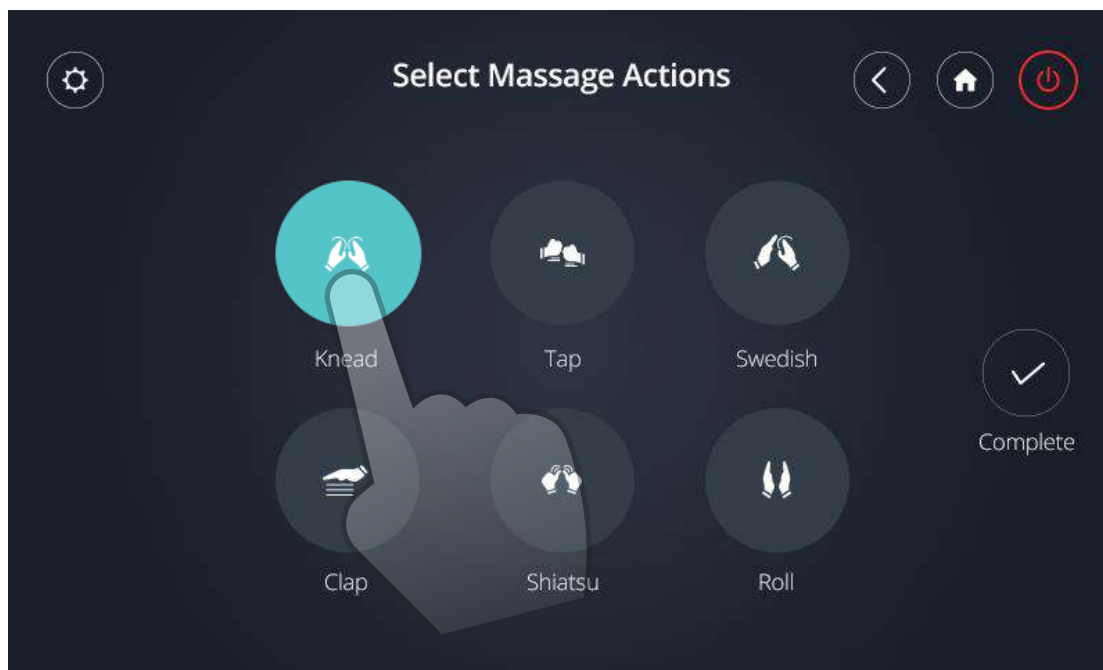 Select Massage Actions
Knead
Tap
Swedish
Complete
Clap
Shiatsu
Roll